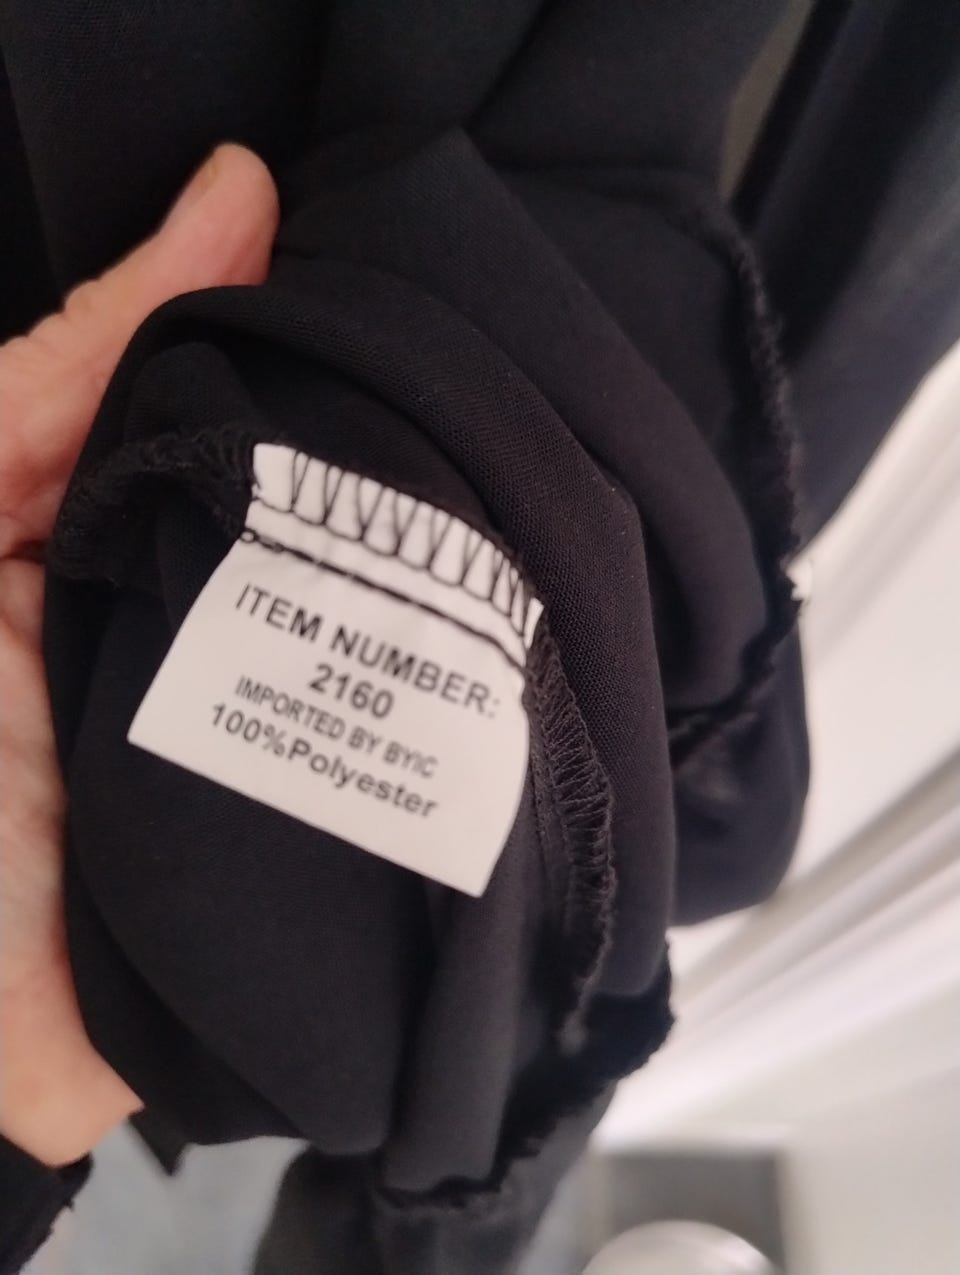 ITEM NUMBER:
2160
IMPORTED BY BYIC
100%Polyester